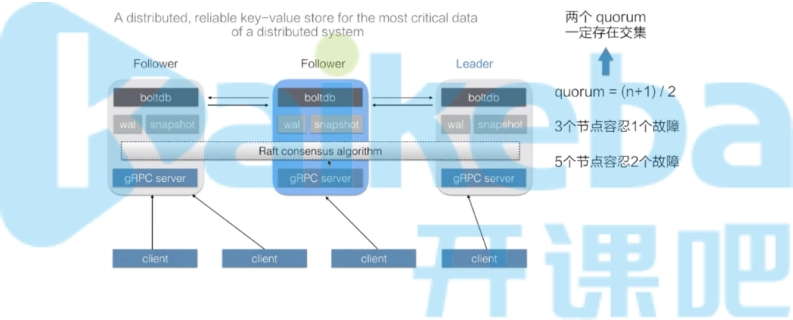 A distributed, reliable key-value store for the most critical data
of a distributed system
两个 quorum
一定存在交集
Follower
Follower
Leader
boltdb
boltdb
boltdb
quorum = (n+1) / 2
wal
snapshot
wal
snapshot
wal
snapshot
3个节点容忍1个故障
Raft consensus algorithm
5个节点容忍2个故障
gRPC server
gRPC server
gRPC server
client
client
client
client
kaikeba
开课吧